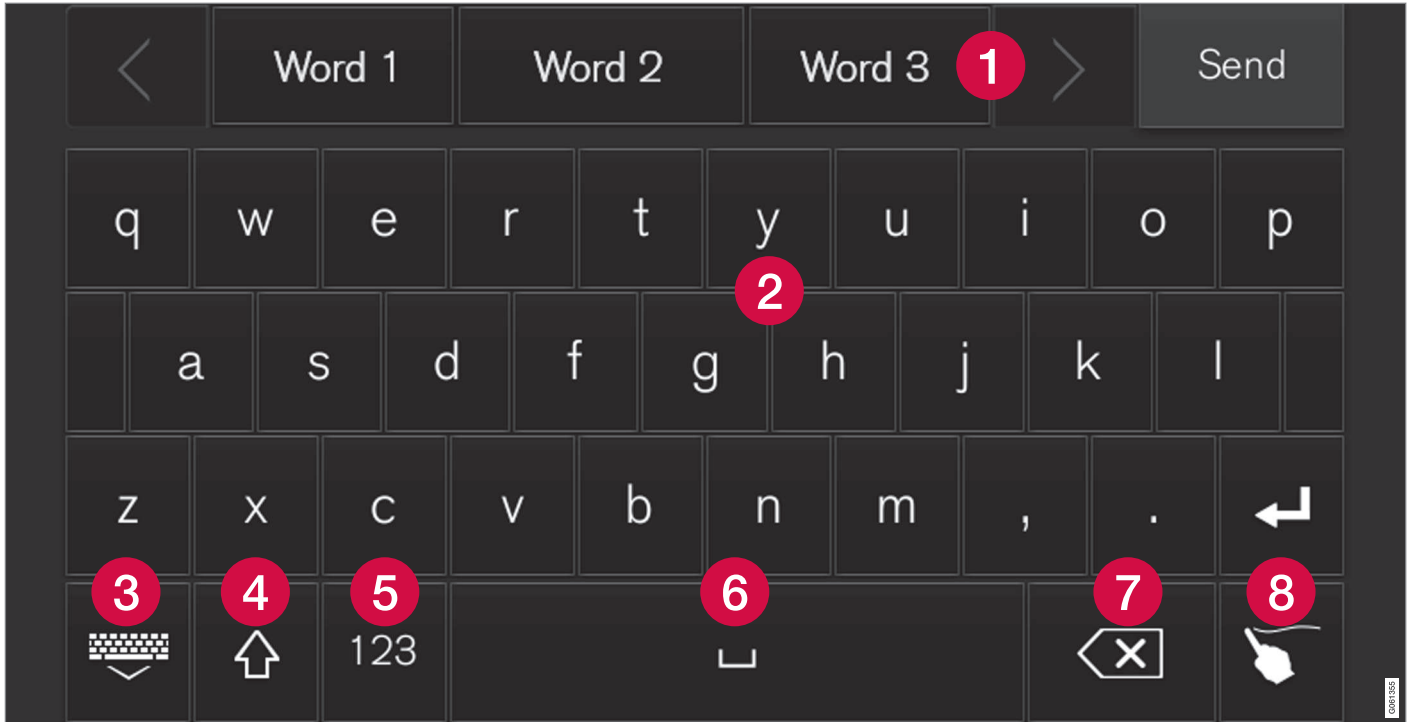 Word 1 Word 2 Word 3 1 Send
q w e r t y u i o p
2
a s d f g h j k l
z x c v b n m , .
3 4 5 6 7 8
123
G061355